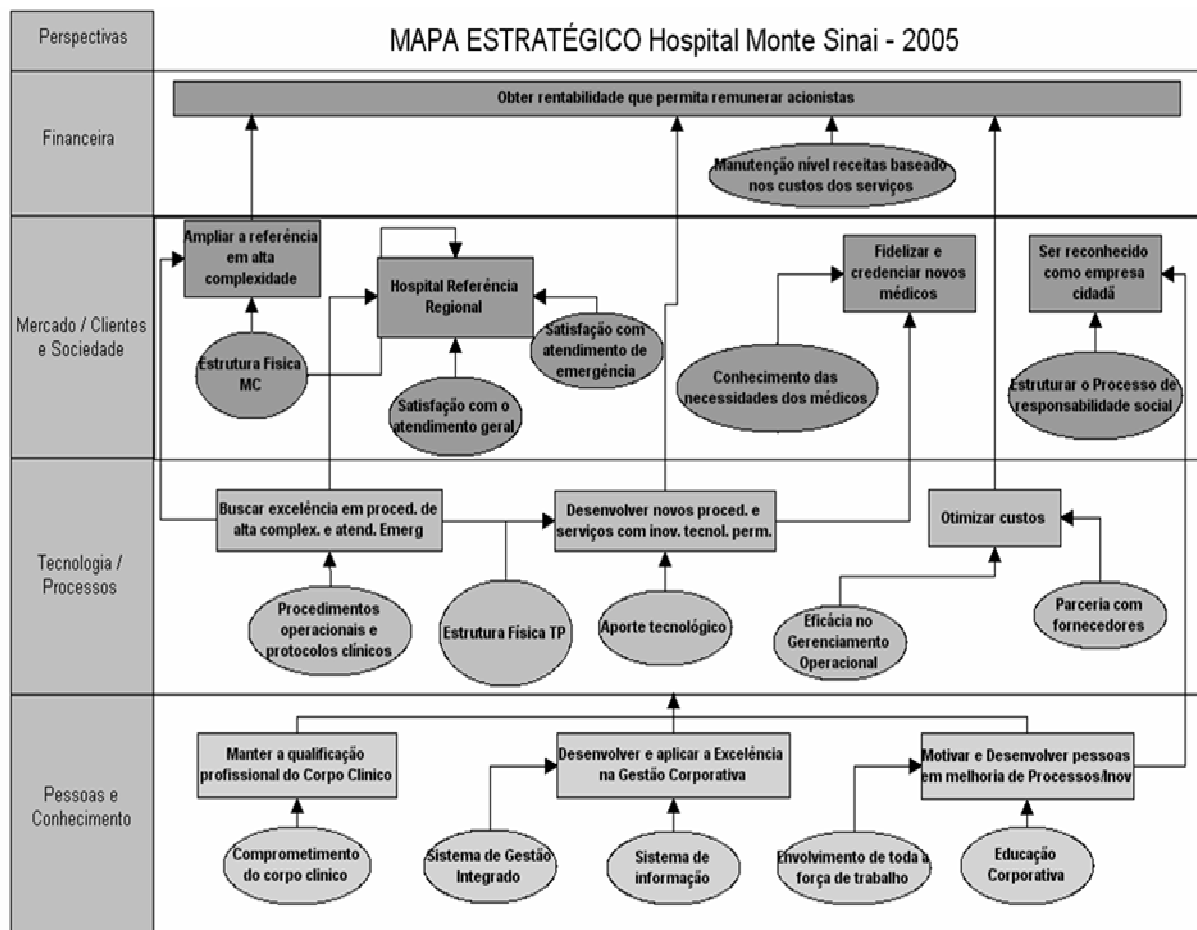 Perspectivas
MAPA ESTRATÉGICO Hospital Monte Sinai - 2005
Financeira
Obter rentabilidade que permita remunerar acionistas
Manutenção nível receitas baseado
nos custos dos serviços
Mercado / Clientes
e Sociedade
Ampliar a referência
em alta
complexidade
Hospital Referência
Regional
Fidelizar e
credenciar novos
médicos
Ser reconhecido
como empresa
cidadã
Estrutura Física
MC
Satisfação com o
atendimento geral
Satisfação com
atendimento de
emergência
Conhecimento das
necessidades dos médicos
Estruturar o Processo de
responsabilidade social
Tecnologia /
Processos
Buscar excelência em proced. de
alta complex. e atend. Emerg
Desenvolver novos proced. e
serviços com inov. tecnol. perm.
Otimizar custos
Procedimentos
operacionais e
protocolos clínicos
Estrutura Física TP
Aporte tecnológico
Eficácia no
Gerenciamento
Operacional
Parceria com
fornecedores
Pessoas e
Conhecimento
Manter a qualificação
profissional do Corpo Clínico
Desenvolver e aplicar a Excelência
na Gestão Corporativa
Motivar e Desenvolver pessoas
em melhoria de Processos/Inov
Comprometimento
do corpo clínico
Sistema de Gestão
Integrado
Sistema de
informação
Envolvimento de toda a
força de trabalho
Educação
Corporativa